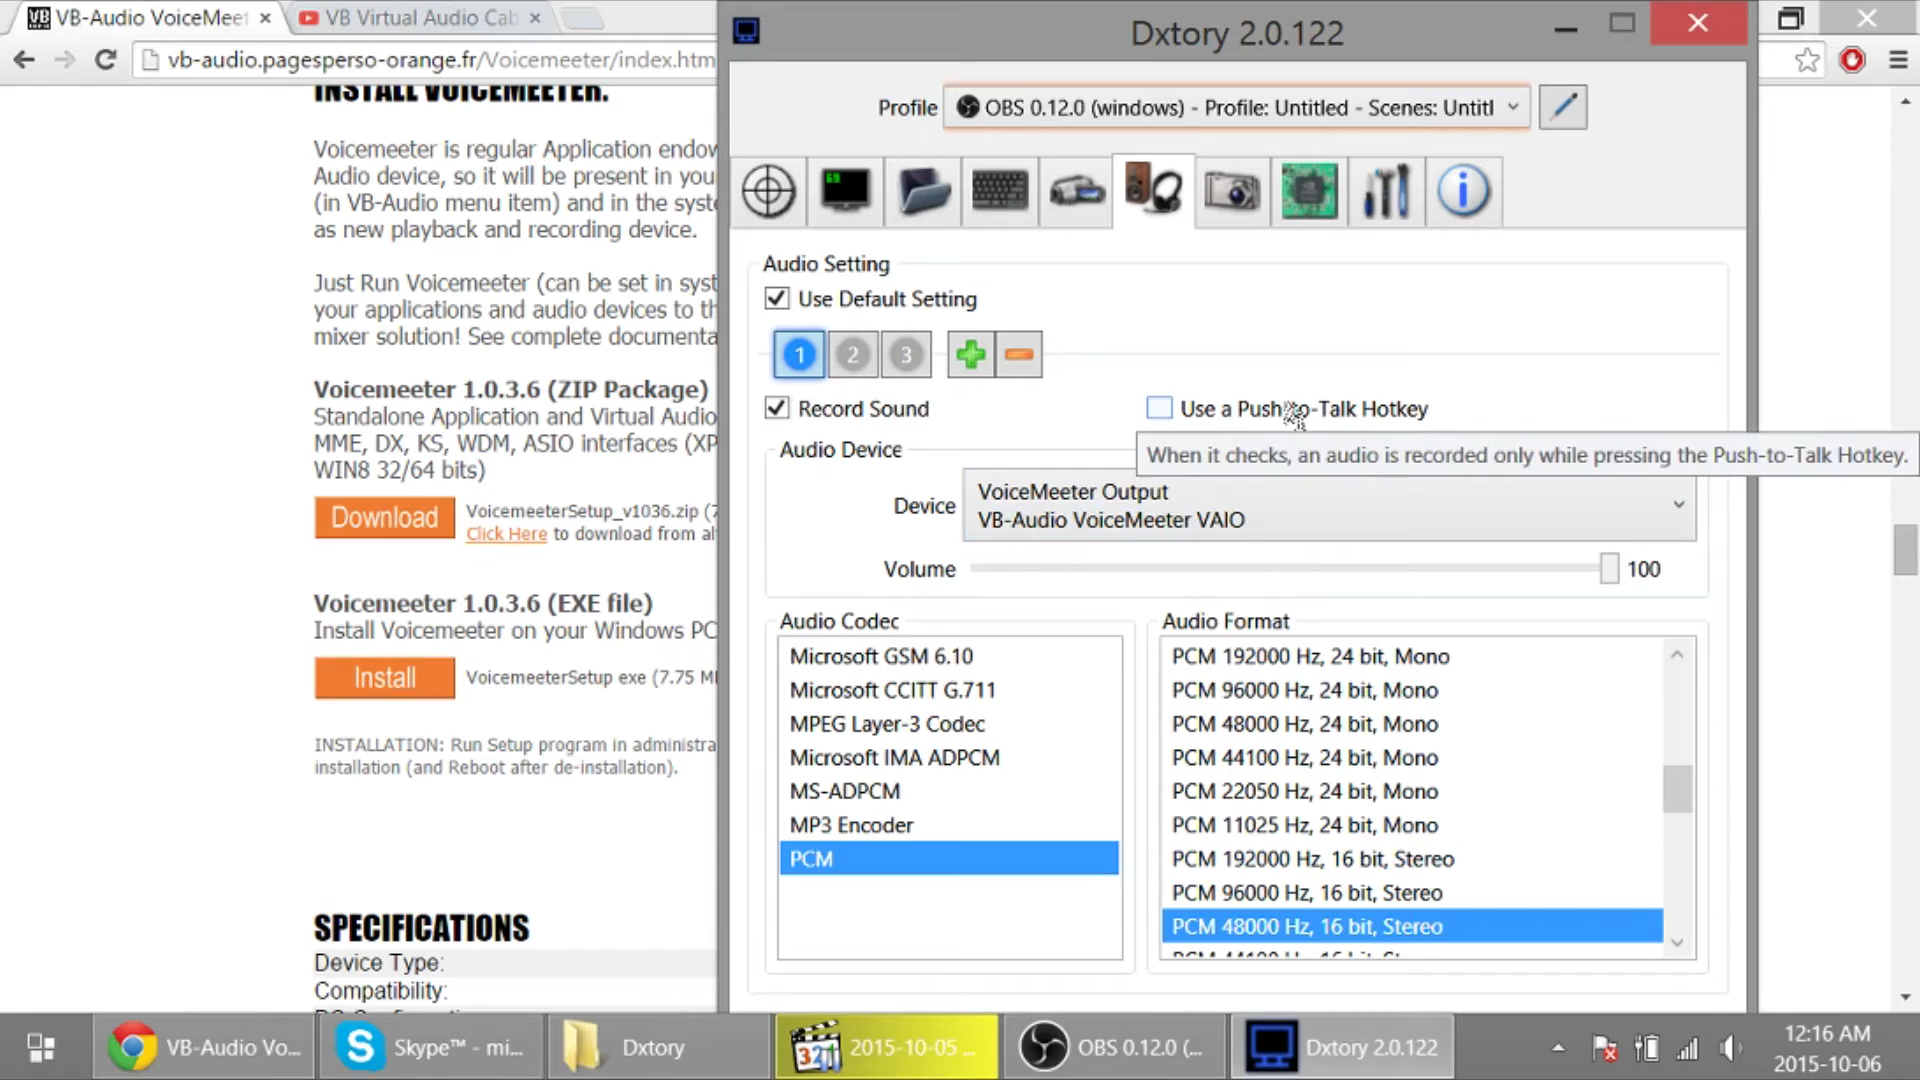 VB-Audio VoiceMeet
VB Virtual Audio Cab
vb-audio.pagesperso-orange.fr/Voicemeeter/index.htm
INSTALL VOICEMEETER.
Voicemeeter is regular Application endow
Audio device, so it will be present in you
(in VB-Audio menu item) and in the syste
as new playback and recording device.
Just Run Voicemeeter (can be set in syst
your applications and audio devices to th
mixer solution! See complete documenta
Voicemeeter 1.0.3.6 (ZIP Package)
Standalone Application and Virtual Audio
MME, DX, KS, WDM, ASIO interfaces (XP
WIN8 32/64 bits)
Download
VoicemeeterSetup_v1036.zip (7
Click Here to download from al
Voicemeeter 1.0.3.6 (EXE file)
Install Voicemeeter on your Windows PC
Install
VoicemeeterSetup exe (7.75 M
INSTALLATION: Run Setup program in administra
installation (and Reboot after de-installation).
SPECIFICATIONS
Device Type:
Compatibility:
Dxtory 2.0.122
Profile
OBS 0.12.0 (windows) - Profile: Untitled - Scenes: Untitl
69
Audio Setting
Use Default Setting
1
2
3
Record Sound
Use a Push-to-Talk Hotkey
When it checks, an audio is recorded only while pressing the Push-to-Talk Hotkey.
Audio Device
Device
VoiceMeeter Output
VB-Audio VoiceMeeter VAIO
Volume
100
Audio Codec
Microsoft GSM 6.10
Microsoft CCITT G.711
MPEG Layer-3 Codec
Microsoft IMA ADPCM
MS-ADPCM
MP3 Encoder
PCM
Audio Format
PCM 192000 Hz, 24 bit, Mono
PCM 96000 Hz, 24 bit, Mono
PCM 48000 Hz, 24 bit, Mono
PCM 44100 Hz, 24 bit, Mono
PCM 22050 Hz, 24 bit, Mono
PCM 11025 Hz, 24 bit, Mono
PCM 192000 Hz, 16 bit, Stereo
PCM 96000 Hz, 16 bit, Stereo
PCM 48000 Hz, 16 bit, Stereo
VB-Audio Vo...
Skype™ - mi...
Dxtory
321
2015-10-05 ...
OBS 0.12.0 (...
Dxtory 2.0.122
12:16 AM
2015-10-06